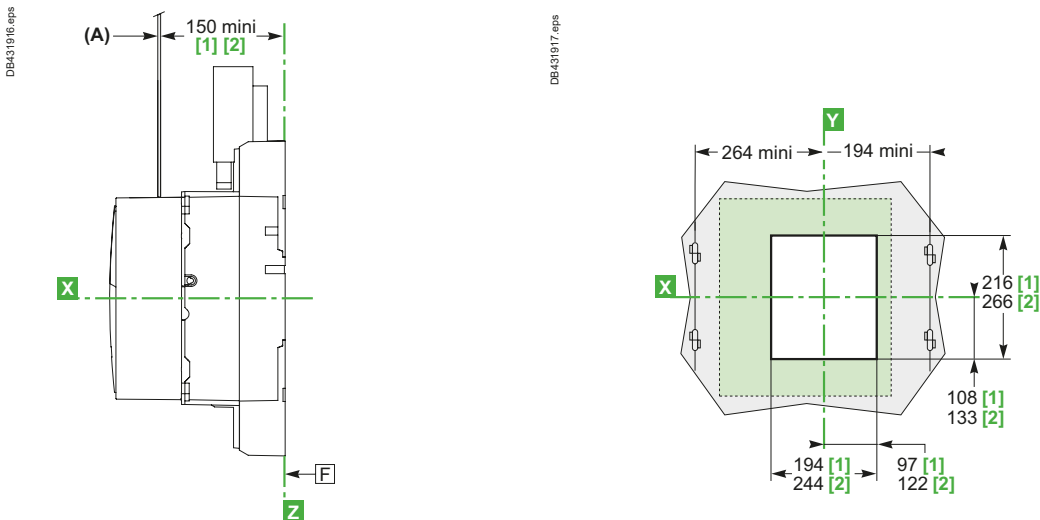 DB431916.eps
(A)
150 mini
[1] [2]
X
F
Z
DB431917.eps
Y
264 mini
194 mini
X
216 [1]
266 [2]
108 [1]
133 [2]
194 [1]
244 [2]
97 [1]
122 [2]